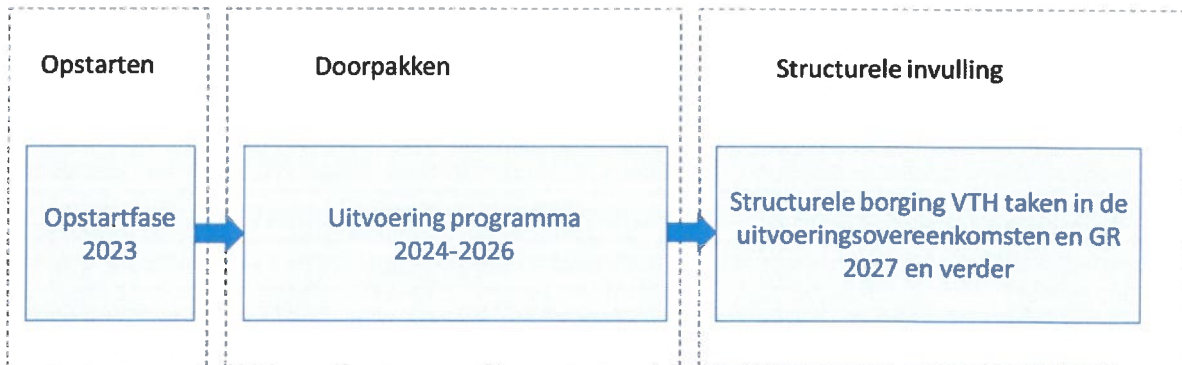 Opstarten
Doorpakken
Structurele invulling
Opstartfase
2023
Uitvoering programma
2024-2026
Structurele borging VTH taken in de
uitvoeringsovereenkomsten en GR
2027 en verder